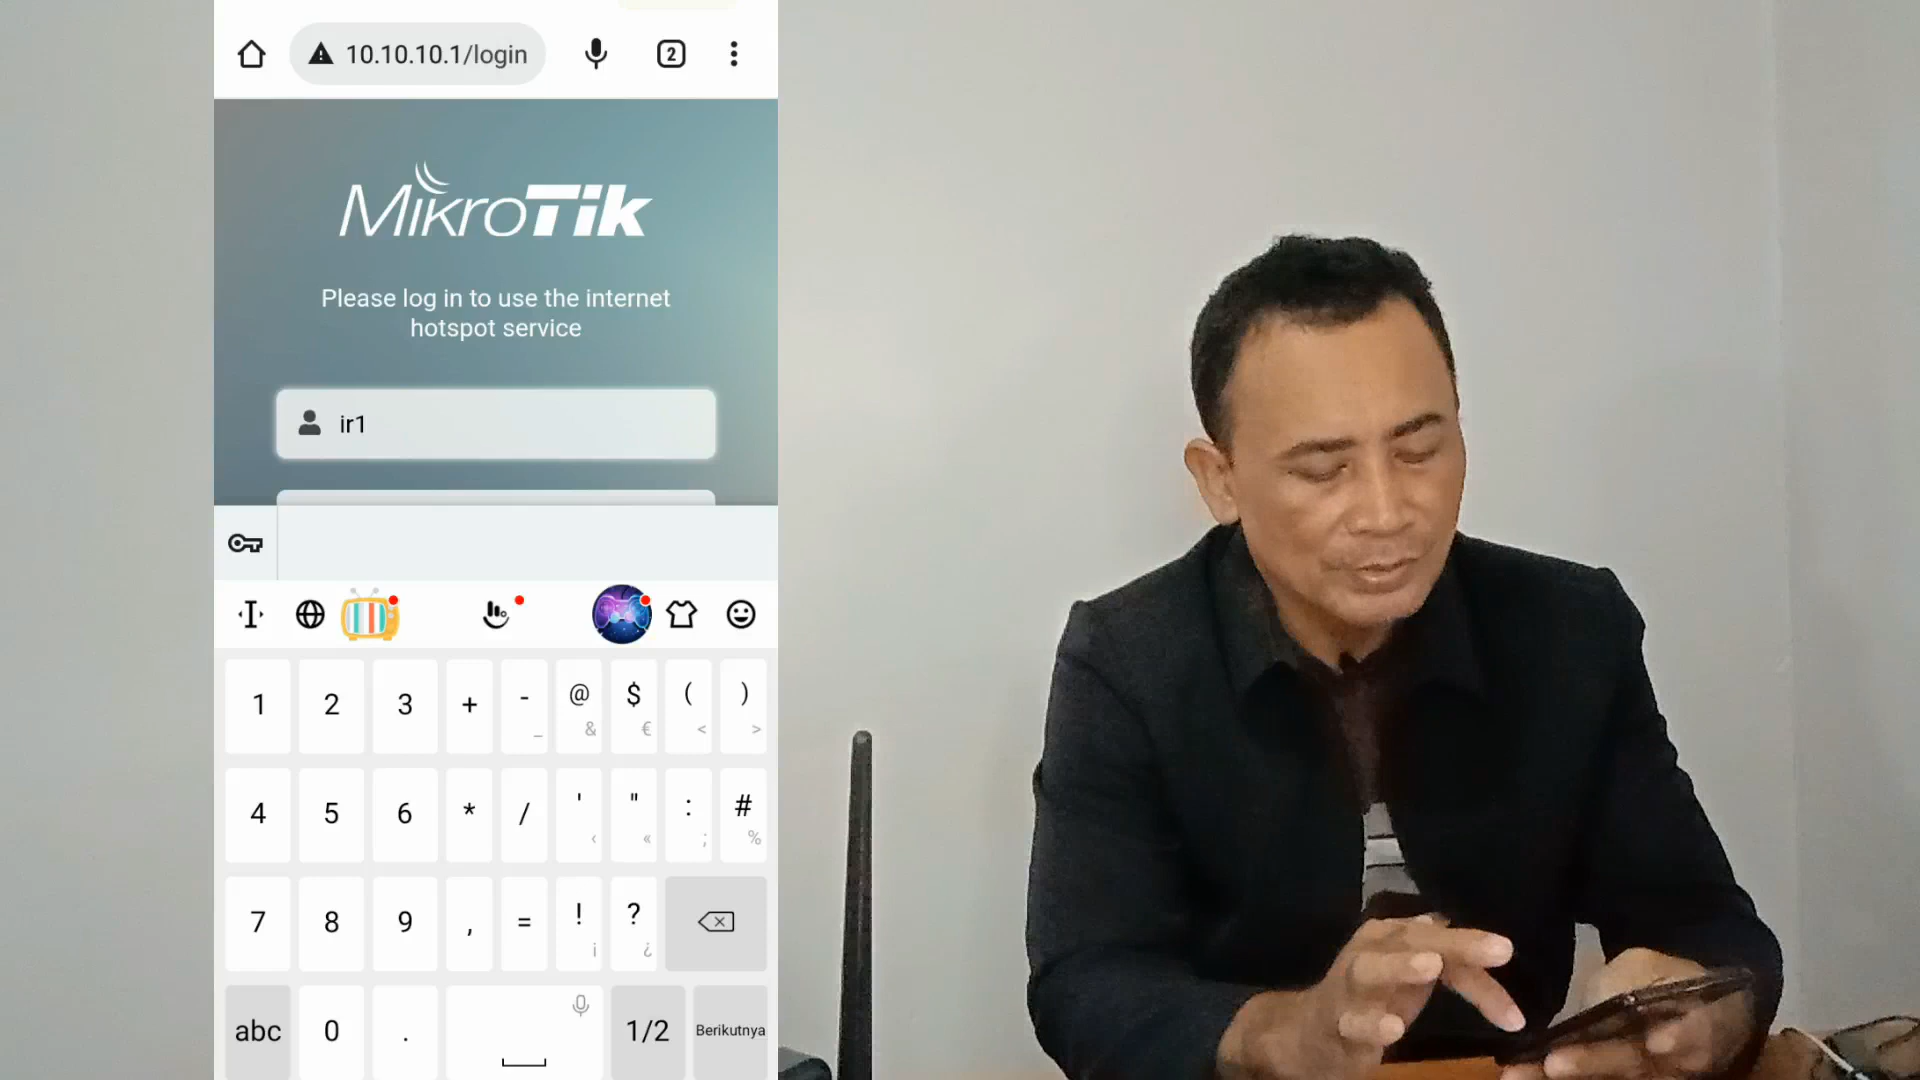 10.10.10.1/login
2
MikroTik
Please log in to use the internet
hotspot service
ir1
1 2 3 + - _ @ & $ € ( < ) >
4 5 6 * / ' ‹ " « : ; # %
7 8 9 , = ! ¡ ? ¿
abc 0 . 1/2 Berikutnya